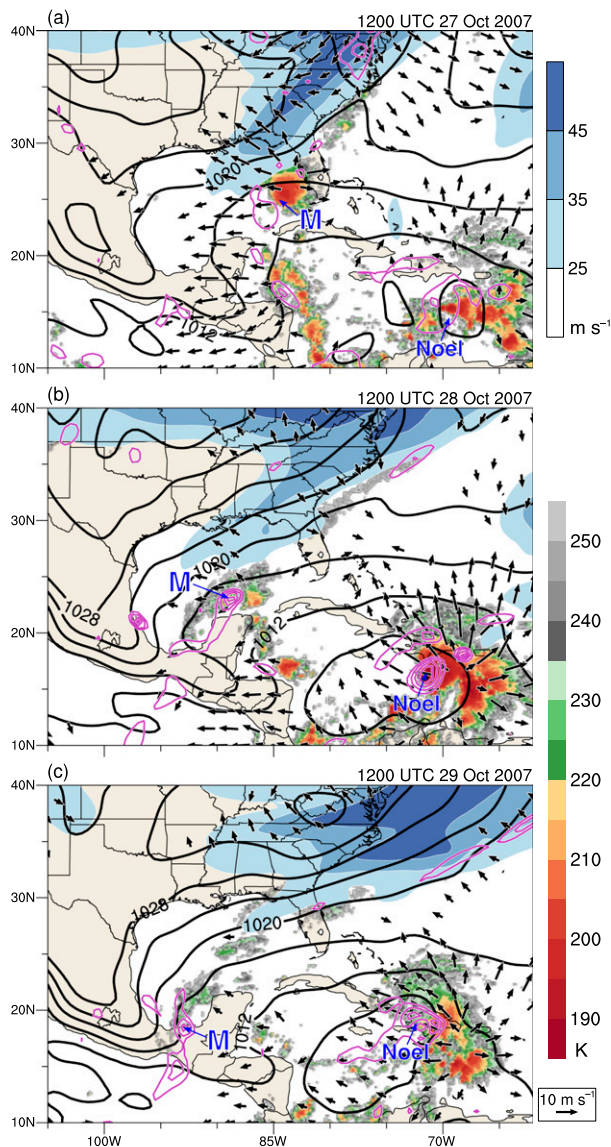 (a)
1200 UTC 27 Oct 2007
40N
30N
20N
10N
1020
1012
M
Noel
45
35
25
m s⁻¹
(b)
1200 UTC 28 Oct 2007
40N
30N
20N
10N
1020
1028
1012
M
Noel
250
240
230
220
210
200
190
K
(c)
1200 UTC 29 Oct 2007
40N
30N
20N
10N
1028
1020
1012
M
Noel
100W
85W
70W
10 m s⁻¹